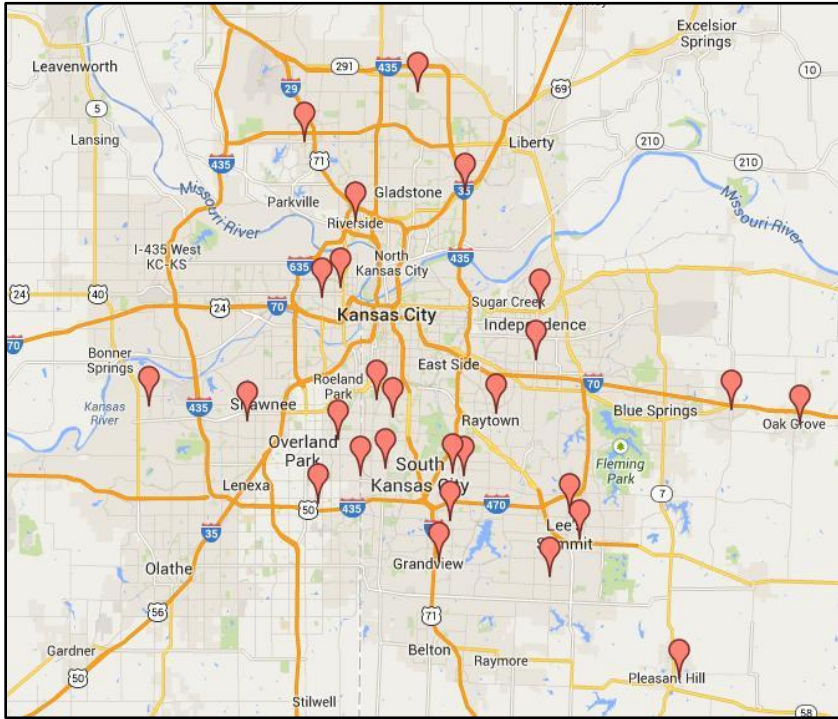 Excelsior
Springs
Leavenworth
291
435
10
29
69
5
Lansing
Liberty
210
435
71
210
Missouri River
Parkville
Gladstone
35
Missouri River
Riverside
I-435 West
KC-KS
North
Kansas City
635
435
24
40
24
70
Sugar Creek
Kansas City
Independence
70
Bonner
Springs
East Side
Roeland
Park
70
Kansas
River
435
Shawnee
Blue Springs
Raytown
Oak Grove
Overland
Park
South
Kansas City
Fleming
Park
Lenexa
7
50
435
470
35
Lee's
Summit
Grandview
Olathe
56
71
Gardner
Belton
Raymore
50
Pleasant Hill
Stilwell
58